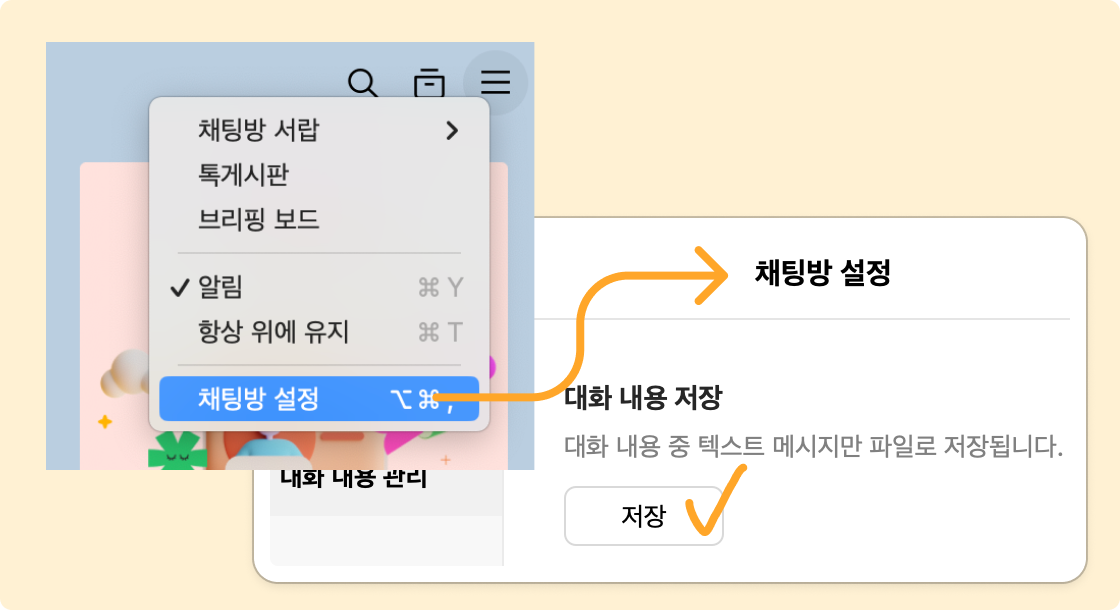 채팅방 서랍
톡게시판
브리핑 보드
알림 ⌘ Y
항상 위에 유지 ⌘ T
채팅방 설정 ⌥ ⌘ ,
채팅방 설정
대화 내용 관리
대화 내용 저장
대화 내용 중 텍스트 메시지만 파일로 저장됩니다.
저장